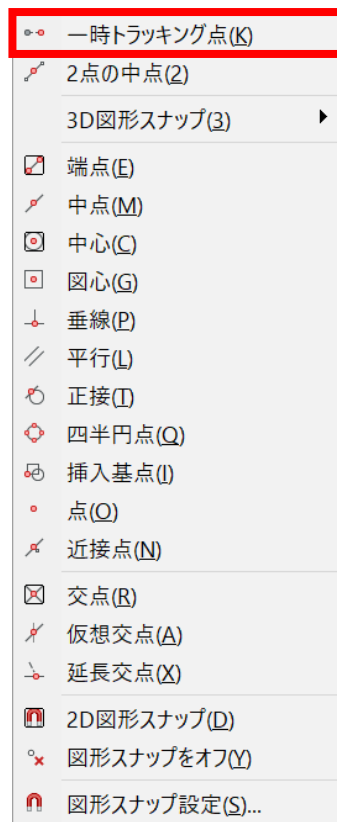 一時トラッキング点(K)
2点の中点(2)
3D図形スナップ(3)
端点(E)
中点(M)
中心(C)
図心(G)
垂線(P)
平行(L)
正接(T)
四半円点(Q)
挿入基点(I)
点(O)
近接点(N)
交点(R)
仮想交点(A)
延長交点(X)
2D図形スナップ(D)
図形スナップをオフ(Y)
図形スナップ設定(S)...